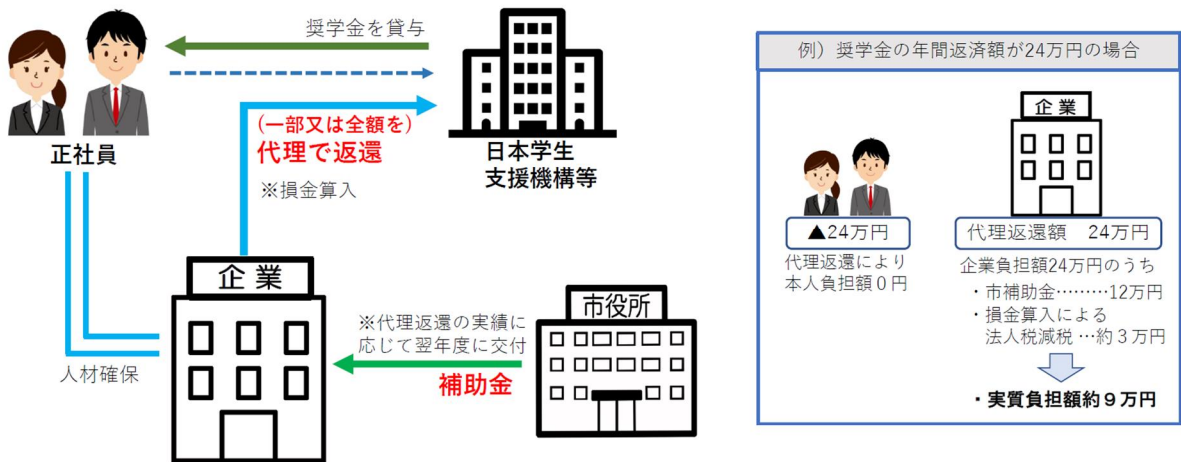 奨学金を貸与
正社員
(一部又は全額を)
代理で返還
※損金算入
日本学生
支援機構等
企業
人材確保
※代理返還の実績に
応じて翌年度に交付
補助金
市役所
例）奨学金の年間返済額が24万円の場合
企業
▲24万円
代理返還により
本人負担額０円
代理返還額　24万円
企業負担額24万円のうち
・市補助金………12万円
・損金算入による
法人税減税 …約３万円
・実質負担額約９万円